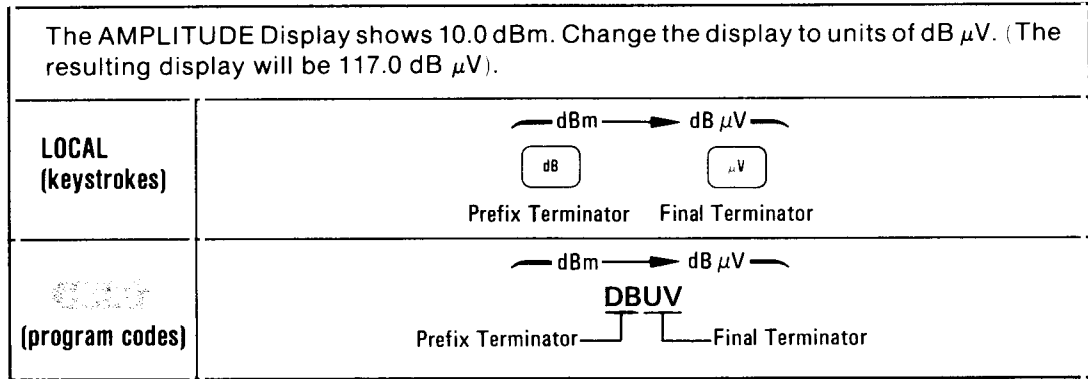 The AMPLITUDE Display shows 10.0 dBm. Change the display to units of dB μV. (The
resulting display will be 117.0 dB μV).
LOCAL
(keystrokes)
dBm dB μV
dB μV
Prefix Terminator Final Terminator
(program codes)
dBm dB μV
DBUV
Prefix Terminator Final Terminator